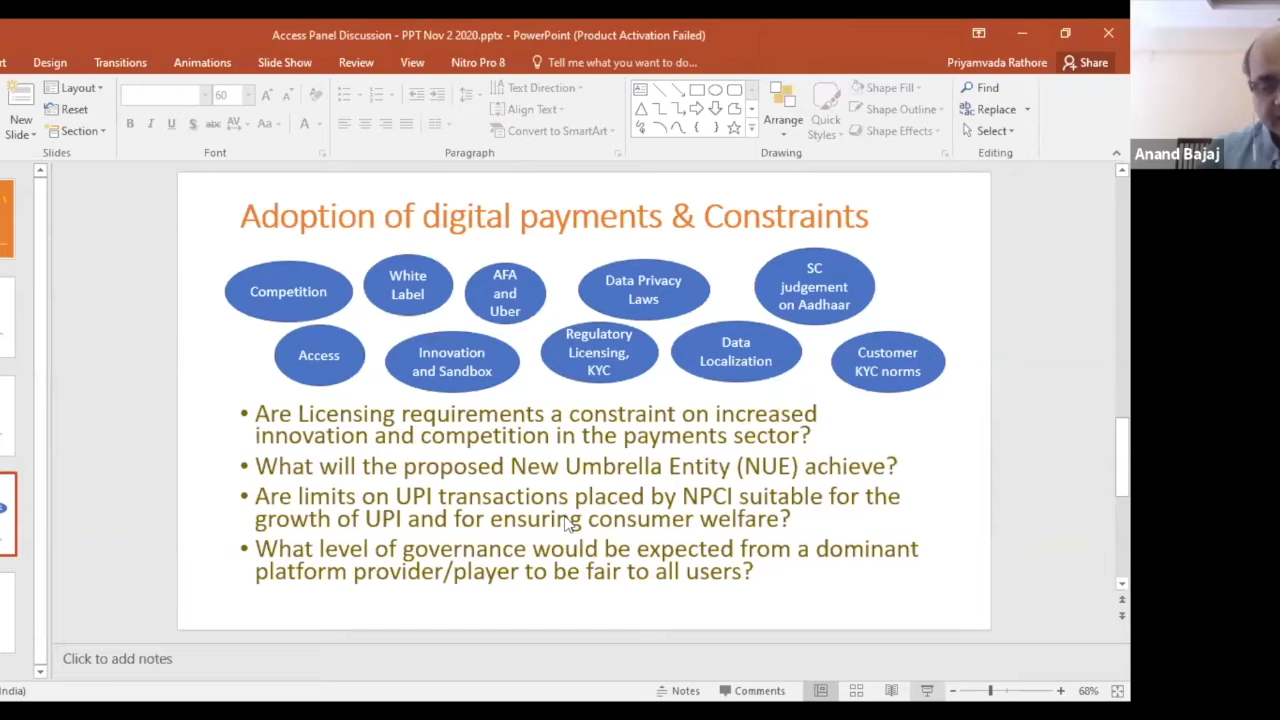 Access Panel Discussion - PPT Nov 2 2020.pptx - PowerPoint (Product Activation Failed)
Design Transitions Animations Slide Show Review View Nitro Pro 8 Tell me what you want to do... Priyamvada Rathore Share
New
Slide
Layout
Reset
Section
Slides
60
B I U S abc AV Aa A
Font
Text Direction
Align Text
Convert to SmartArt
Paragraph
Arrange
Quick
Styles
Shape Fill
Shape Outline
Shape Effects
Drawing
Find
Replace
Select
Editing
Anand Bajaj
Adoption of digital payments & Constraints
Competition
White
Label
AFA
and
Uber
Data Privacy
Laws
SC
judgement
on Aadhaar
Access
Innovation
and Sandbox
Regulatory
Licensing,
KYC
Data
Localization
Customer
KYC norms
• Are Licensing requirements a constraint on increased
innovation and competition in the payments sector?
• What will the proposed New Umbrella Entity (NUE) achieve?
• Are limits on UPI transactions placed by NPCI suitable for the
growth of UPI and for ensuring consumer welfare?
• What level of governance would be expected from a dominant
platform provider/player to be fair to all users?
Click to add notes
Notes Comments 68%